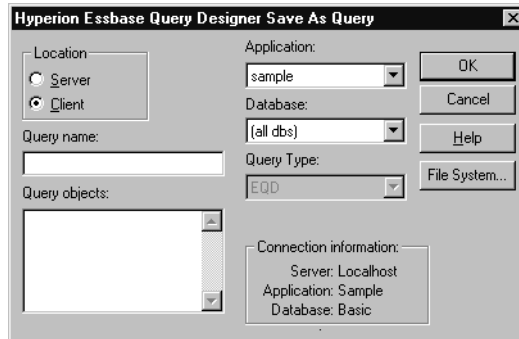 Hyperion Essbase Query Designer Save As Query
Location
Server
Client
Query name:
Query objects:
Application:
sample
Database:
(all dbs)
Query Type:
EQD
Connection information:
Server: Localhost
Application: Sample
Database: Basic
OK
Cancel
Help
File System...